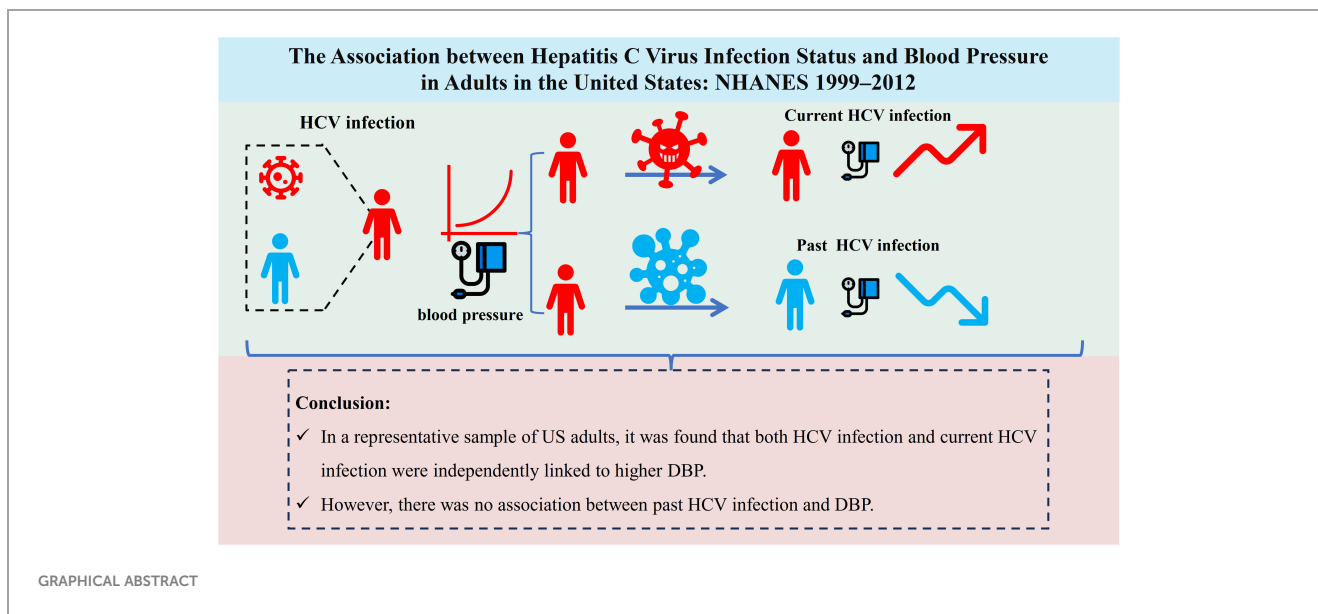 The Association between Hepatitis C Virus Infection Status and Blood Pressure
in Adults in the United States: NHANES 1999–2012
HCV infection
Current HCV infection
Past HCV infection
blood pressure
Conclusion:
✓ In a representative sample of US adults, it was found that both HCV infection and current HCV
infection were independently linked to higher DBP.
✓ However, there was no association between past HCV infection and DBP.
GRAPHICAL ABSTRACT